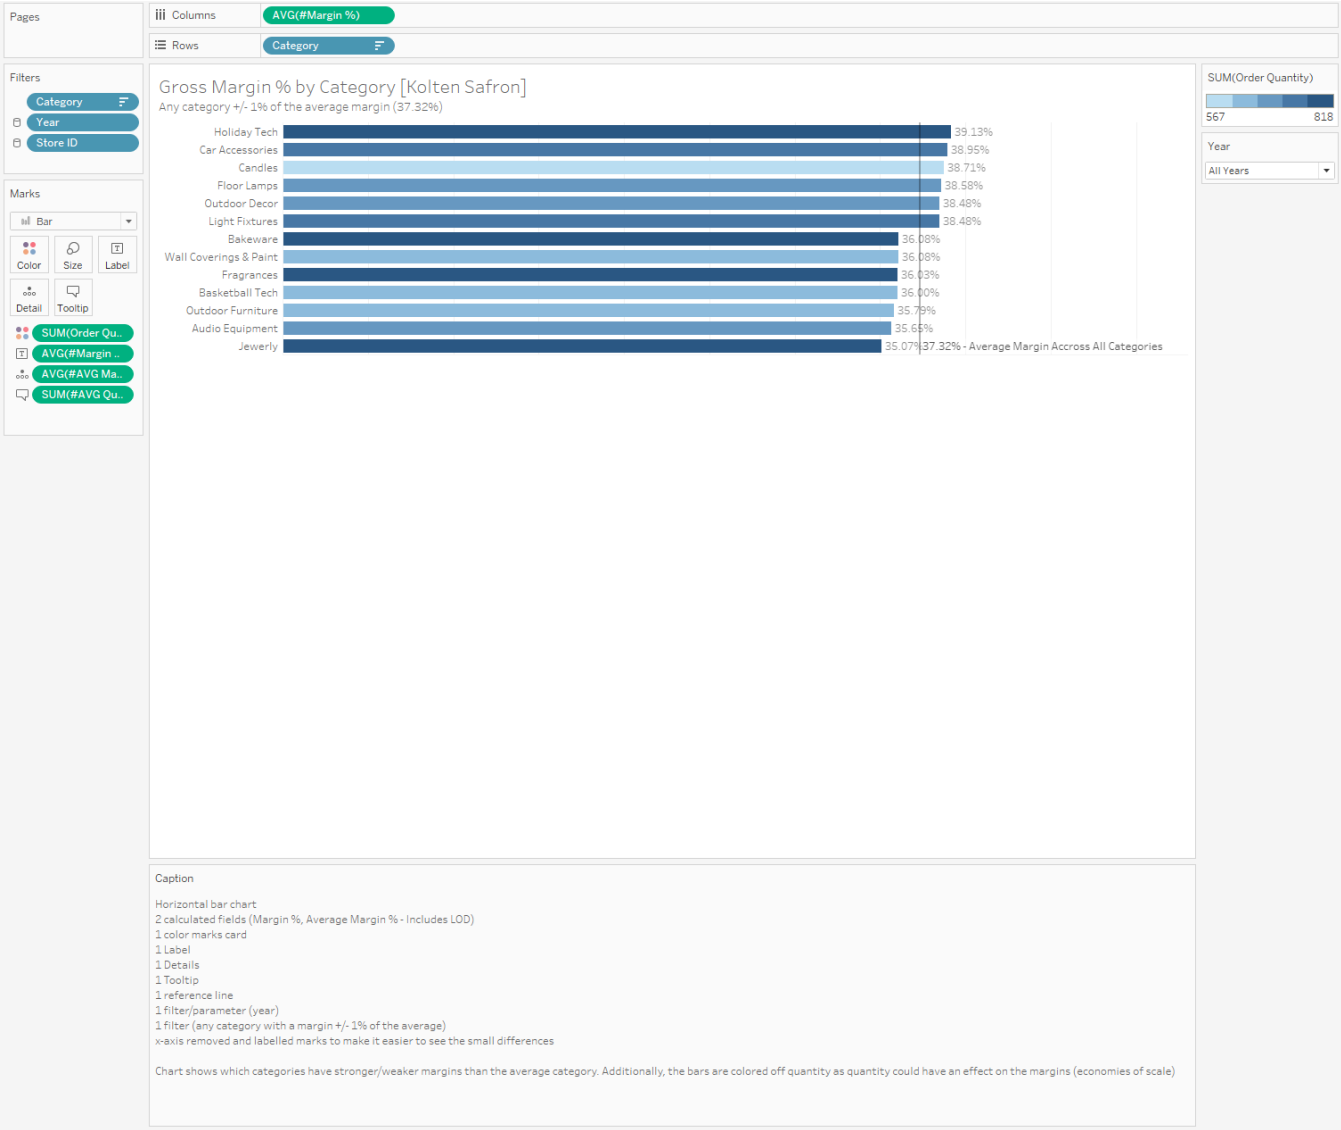 Pages
Columns
AVG(#Margin %)
Rows
Category
Filters
Category
Year
Store ID
Marks
Bar
Color
Size
Label
Detail
Tooltip
SUM(Order Qu..
AVG(#Margin ..
AVG(#AVG Ma..
SUM(#AVG Qu..
Gross Margin % by Category [Kolten Safron]
Any category +/- 1% of the average margin (37.32%)
Holiday Tech 39.13%
Car Accessories 38.95%
Candles 38.71%
Floor Lamps 38.58%
Outdoor Decor 38.48%
Light Fixtures 38.48%
Bakeware 36.08%
Wall Coverings & Paint 36.08%
Fragrances 36.03%
Basketball Tech 36.00%
Outdoor Furniture 35.79%
Audio Equipment 35.65%
Jewerly 35.07% 37.32% - Average Margin Accross All Categories
SUM(Order Quantity)
567 818
Year
All Years
Caption
Horizontal bar chart
2 calculated fields (Margin %, Average Margin % - Includes LOD)
1 color marks card
1 Label
1 Details
1 Tooltip
1 reference line
1 filter/parameter (year)
1 filter (any category with a margin +/- 1% of the average)
x-axis removed and labelled marks to make it easier to see the small differences
Chart shows which categories have stronger/weaker margins than the average category. Additionally, the bars are colored off quantity as quantity could have an effect on the margins (economies of scale)